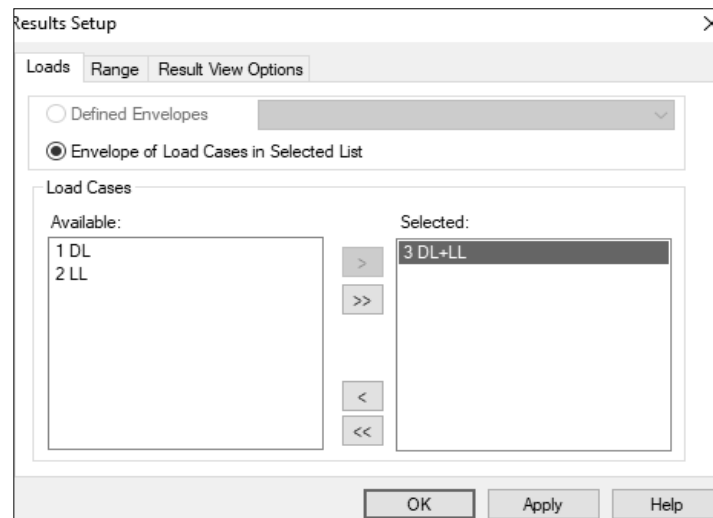 Results Setup
Loads Range Result View Options
Defined Envelopes
Envelope of Load Cases in Selected List
Load Cases
Available:
1 DL
2 LL
>
>>
<
<<
Selected:
3 DL+LL
OK Apply Help